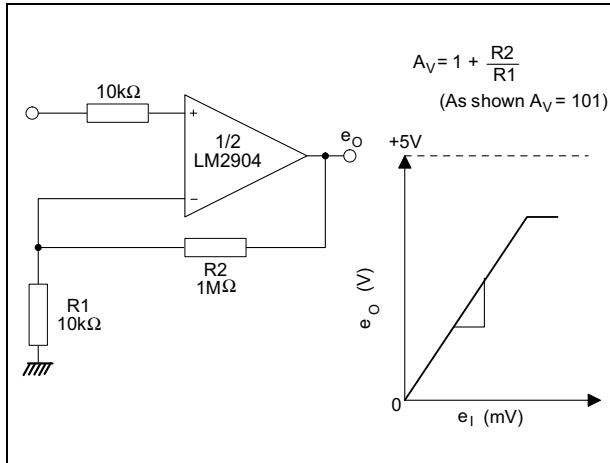 10kΩ
+
1/2
LM2904
−
e_O
R2
1MΩ
R1
10kΩ
A_V = 1 + R2/R1
(As shown A_V = 101)
+5V
e_O (V)
0
e_I (mV)